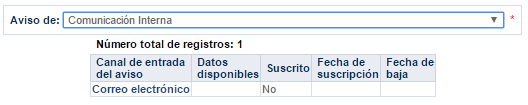 Aviso de: Comunicación Interna *
Número total de registros: 1
Canal de entrada del aviso Datos disponibles Suscrito Fecha de suscripción Fecha de baja
Correo electrónico No